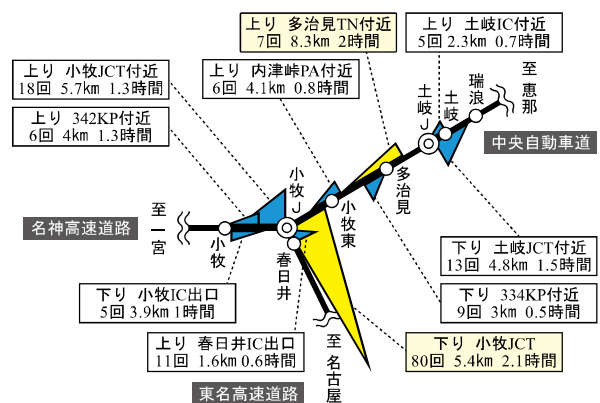 上り 多治見TN付近
7回 8.3km 2時間
上り 土岐IC付近
5回 2.3km 0.7時間
上り 小牧JCT付近
18回 5.7km 1.3時間
上り 内津峠PA付近
6回 4.1km 0.8時間
上り 342KP付近
6回 4km 1.3時間
至恵那
瑞浪
土岐
土岐J
中央自動車道
多治見
小牧東
小牧J
名神高速道路
至一宮
小牧
春日井
下り 土岐JCT付近
13回 4.8km 1.5時間
下り 小牧IC出口
5回 3.9km 1時間
下り 334KP付近
9回 3km 0.5時間
上り 春日井IC出口
11回 1.6km 0.6時間
至名古屋
下り 小牧JCT
80回 5.4km 2.1時間
東名高速道路